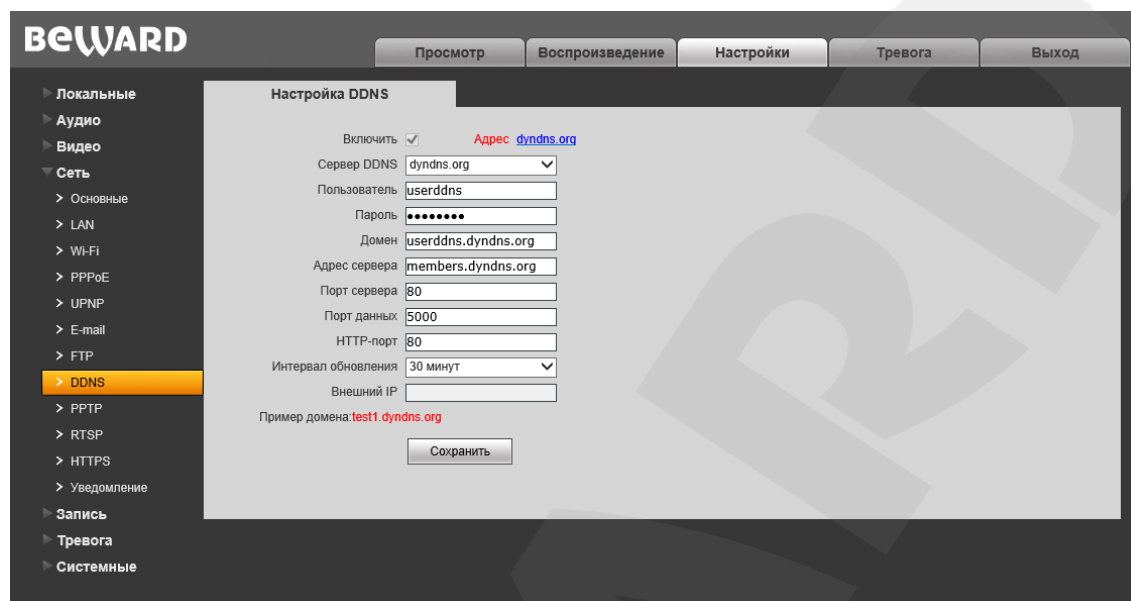 BEWARD
Просмотр
Воспроизведение
Настройки
Тревога
Выход
Локальные
Аудио
Видео
Сеть
Основные
LAN
Wi-Fi
PPPoE
UPNP
E-mail
FTP
DDNS
PPTP
RTSP
HTTPS
Уведомление
Запись
Тревога
Системные
Настройка DDNS
Включить Адрес dyndns.org
Сервер DDNS dyndns.org
Пользователь userddns
Пароль ••••••••
Домен userddns.dyndns.org
Адрес сервера members.dyndns.org
Порт сервера 80
Порт данных 5000
HTTP-порт 80
Интервал обновления 30 минут
Внешний IP
Пример домена:test1.dyndns.org
Сохранить